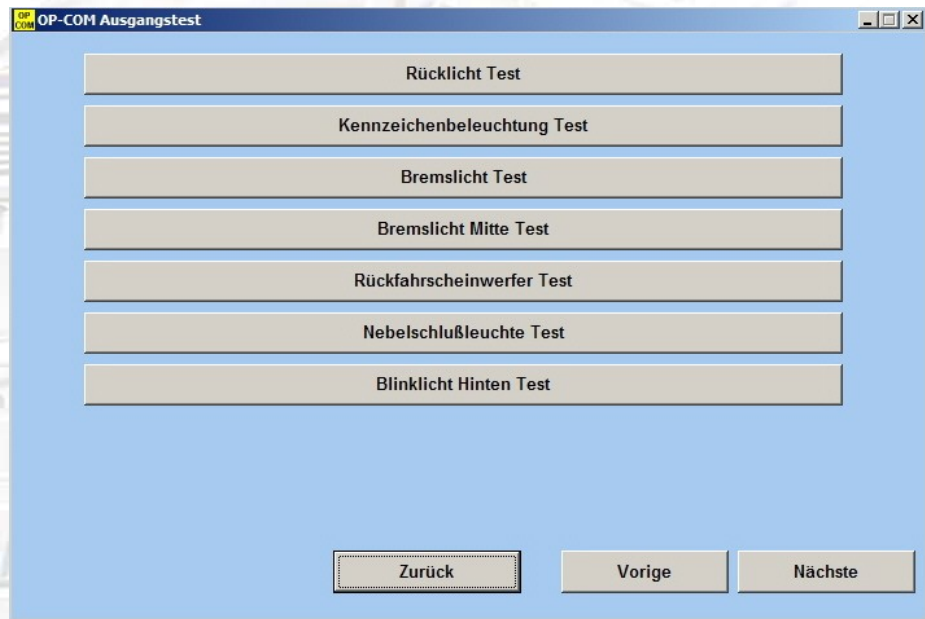 OP COM OP-COM Ausgangstest
Rücklicht Test
Kennzeichenbeleuchtung Test
Bremslicht Test
Bremslicht Mitte Test
Rückfahrscheinwerfer Test
Nebelschlußleuchte Test
Blinklicht Hinten Test
Zurück Vorige Nächste